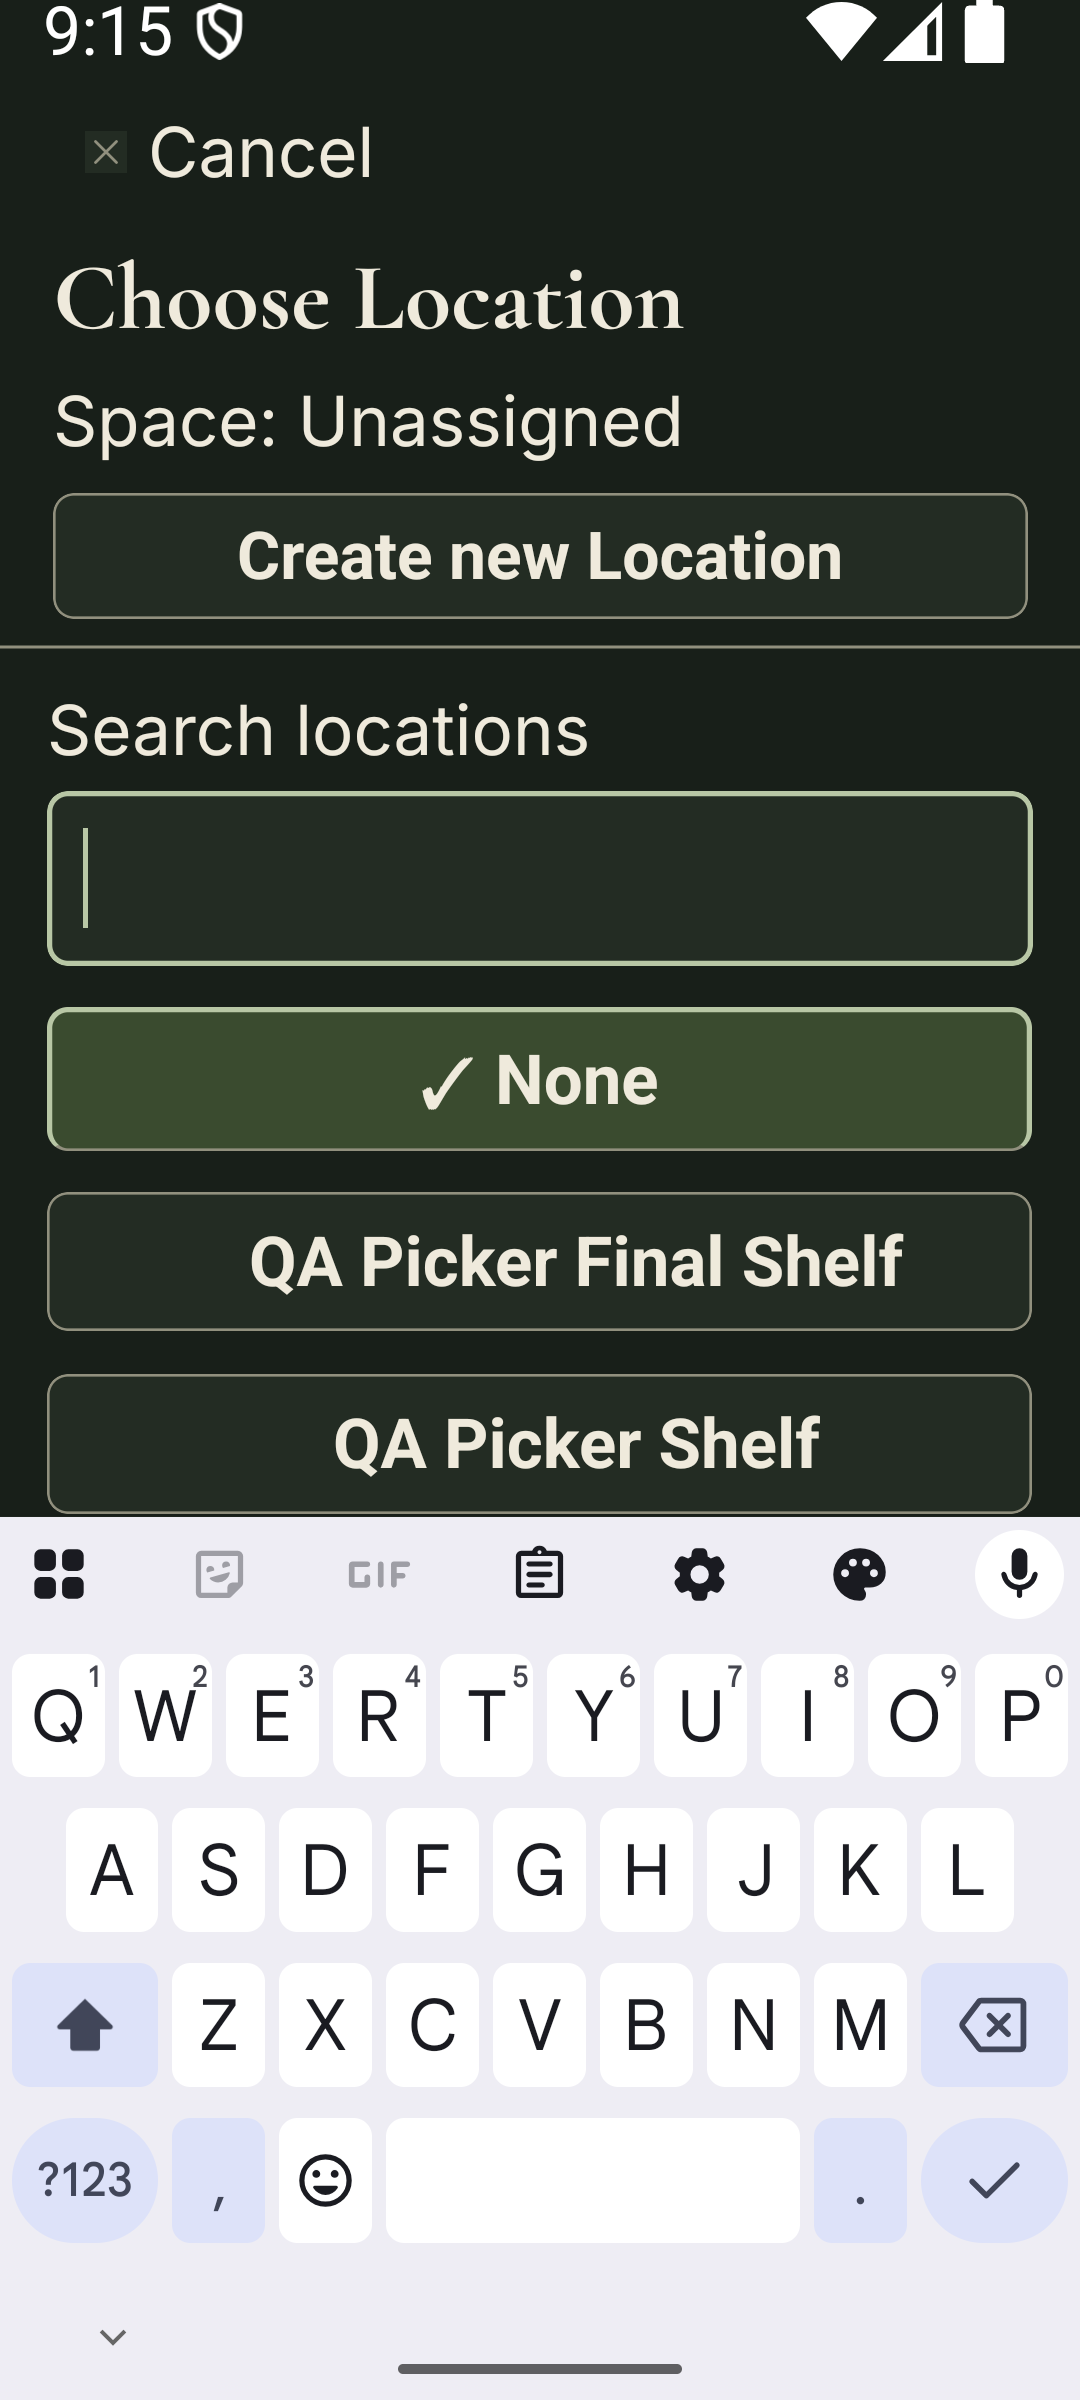 9:15
Cancel
Choose Location
Space: Unassigned
Create new Location
Search locations
✓ None
QA Picker Final Shelf
QA Picker Shelf
GIF
Q1 W2 E3 R4 T5 Y6 U7 I8 O9 P0
A S D F G H J K L
Z X C V B N M
?123 , .